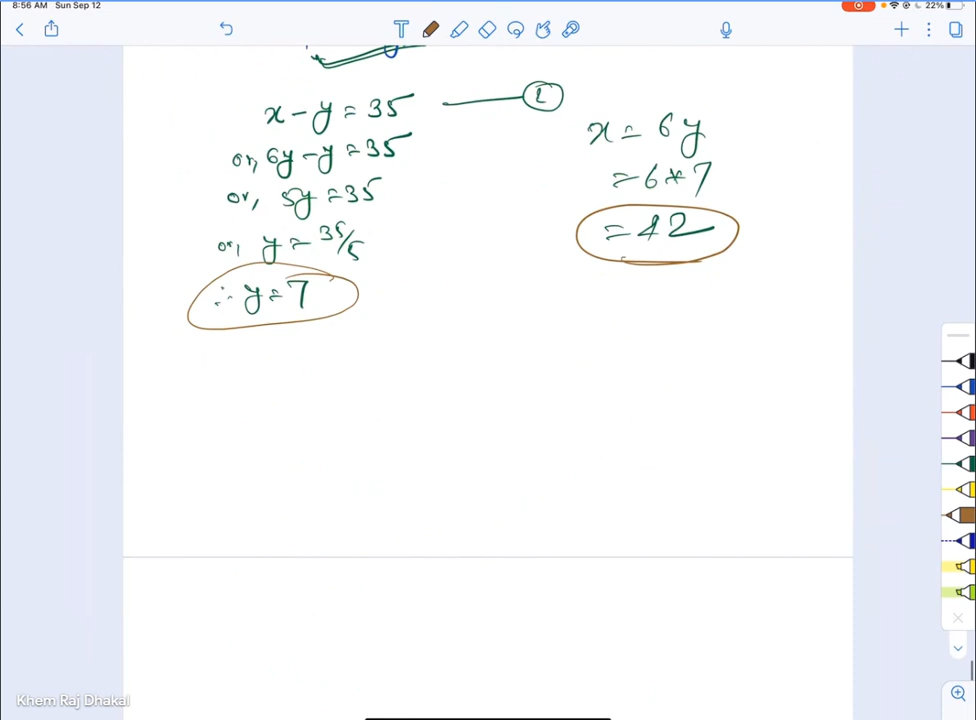 8:56 AM Sun Sep 12
22%
x - y = 35
or, 6y - y = 35
or, 5y = 35
or, y = 35/5
∴ y = 7
x = 6y
= 6 * 7
= 42
Khem Raj Dhakal